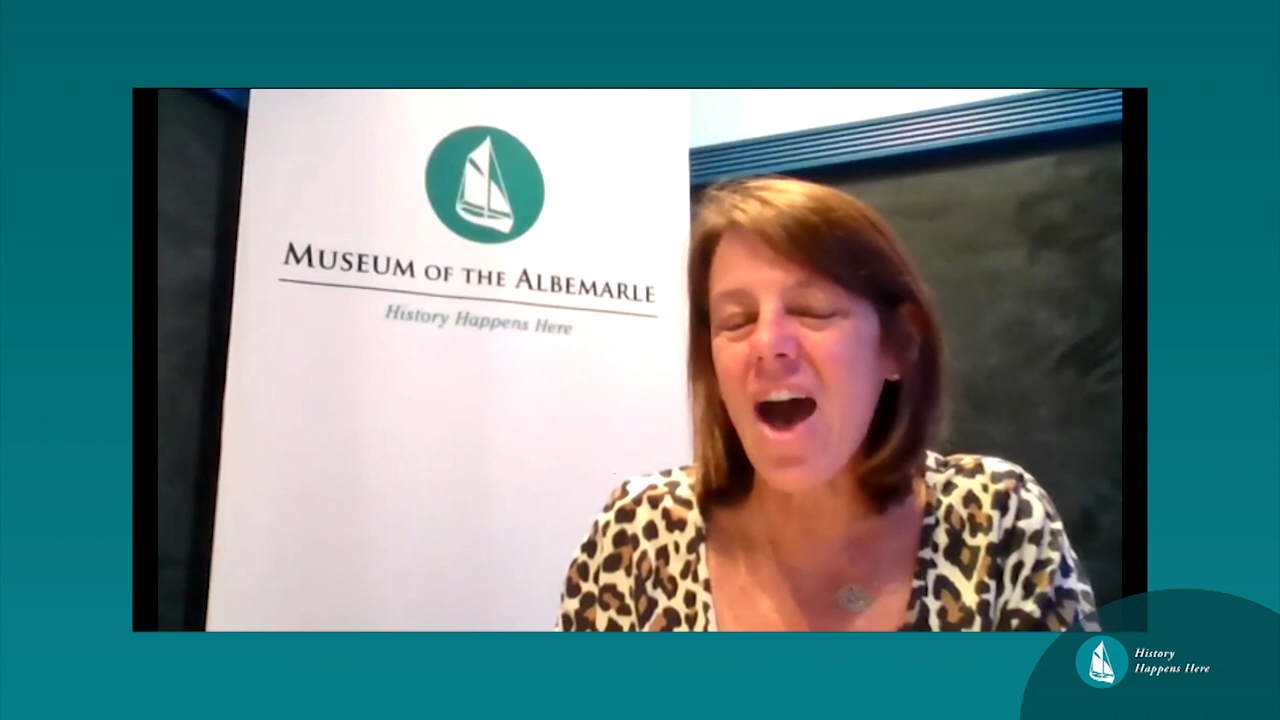 MUSEUM OF THE ALBEMARLE
History Happens Here
History
Happens Here